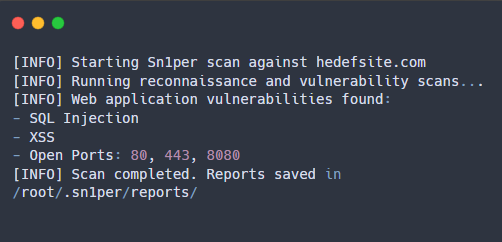 [INFO] Starting Sn1per scan against hedefsite.com
[INFO] Running reconnaissance and vulnerability scans...
[INFO] Web application vulnerabilities found:
- SQL Injection
- XSS
- Open Ports: 80, 443, 8080
[INFO] Scan completed. Reports saved in
/root/.sn1per/reports/